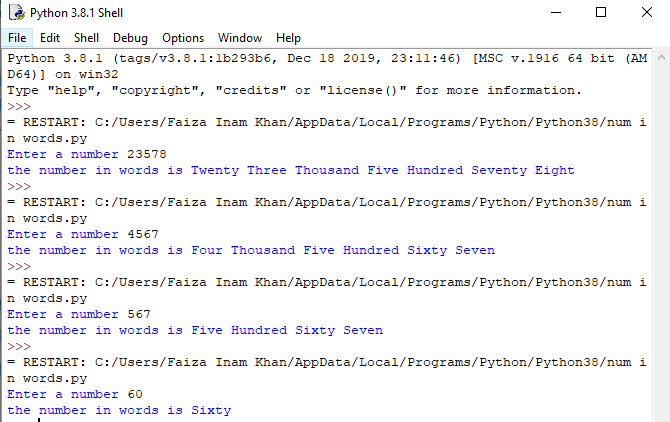 Python 3.8.1 Shell
File Edit Shell Debug Options Window Help
Python 3.8.1 (tags/v3.8.1:1b293b6, Dec 18 2019, 23:11:46) [MSC v.1916 64 bit (AM
D64)] on win32
Type "help", "copyright", "credits" or "license()" for more information.
>>>
= RESTART: C:/Users/Faiza Inam Khan/AppData/Local/Programs/Python/Python38/num i
n words.py
Enter a number 23578
the number in words is Twenty Three Thousand Five Hundred Seventy Eight
>>>
= RESTART: C:/Users/Faiza Inam Khan/AppData/Local/Programs/Python/Python38/num i
n words.py
Enter a number 4567
the number in words is Four Thousand Five Hundred Sixty Seven
>>>
= RESTART: C:/Users/Faiza Inam Khan/AppData/Local/Programs/Python/Python38/num i
n words.py
Enter a number 567
the number in words is Five Hundred Sixty Seven
>>>
= RESTART: C:/Users/Faiza Inam Khan/AppData/Local/Programs/Python/Python38/num i
n words.py
Enter a number 60
the number in words is Sixty